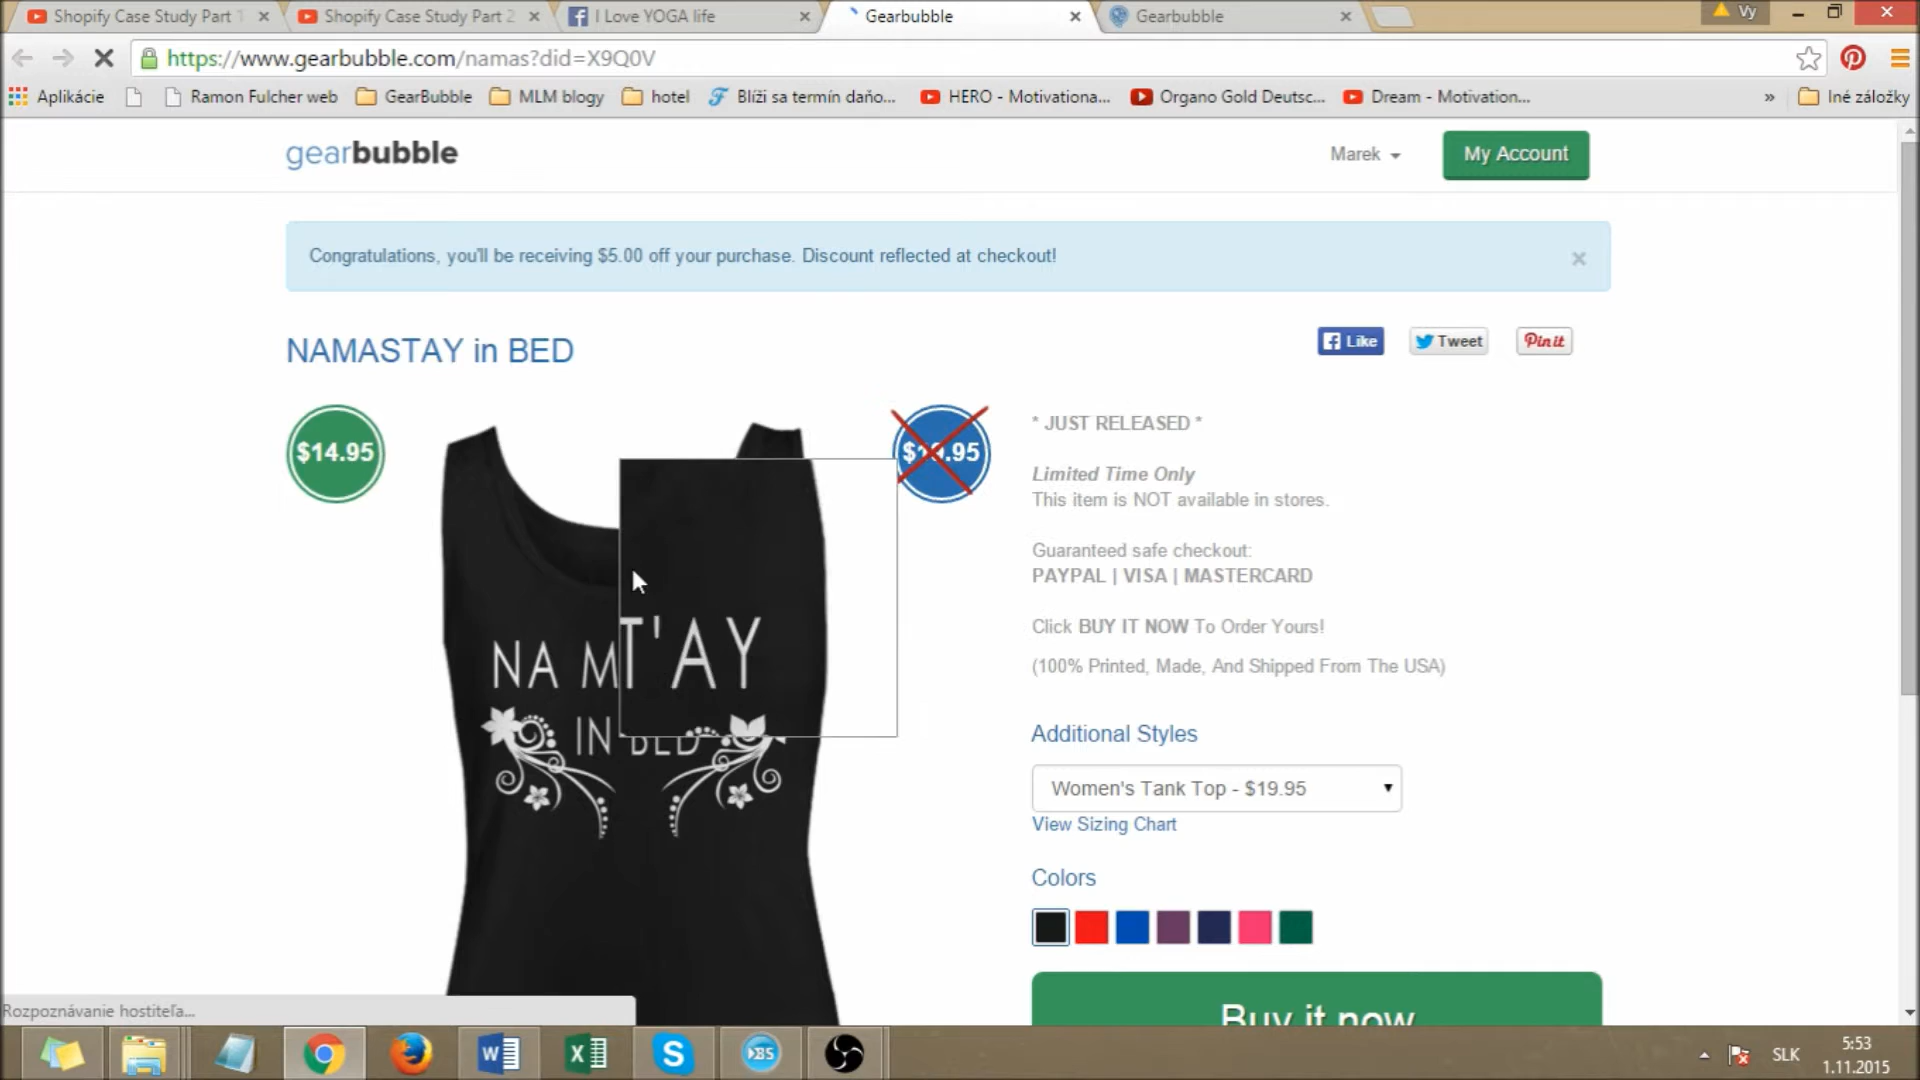 Shopify Case Study Part 1
Shopify Case Study Part 2
I Love YOGA life
Gearbubble
Gearbubble
Vy
https://www.gearbubble.com/namas?did=X9Q0V
Aplikácie
Ramon Fulcher web
GearBubble
MLM blogy
hotel
Blíži sa termín daňo...
HERO - Motivationa...
Organo Gold Deutsc...
Dream - Motivation...
»
Iné záložky
gearbubble
Marek
My Account
Congratulations, you'll be receiving $5.00 off your purchase. Discount reflected at checkout!
×
NAMASTAY in BED
Like
Tweet
Pin it
$14.95
$19.95
NA M
T'AY
IN BED
* JUST RELEASED *
Limited Time Only
This item is NOT available in stores.
Guaranteed safe checkout:
PAYPAL | VISA | MASTERCARD
Click BUY IT NOW To Order Yours!
(100% Printed, Made, And Shipped From The USA)
Additional Styles
Women's Tank Top - $19.95
View Sizing Chart
Colors
Buy it now
Rozpoznávanie hostiteľa...
SLK
5:53
1.11.2015